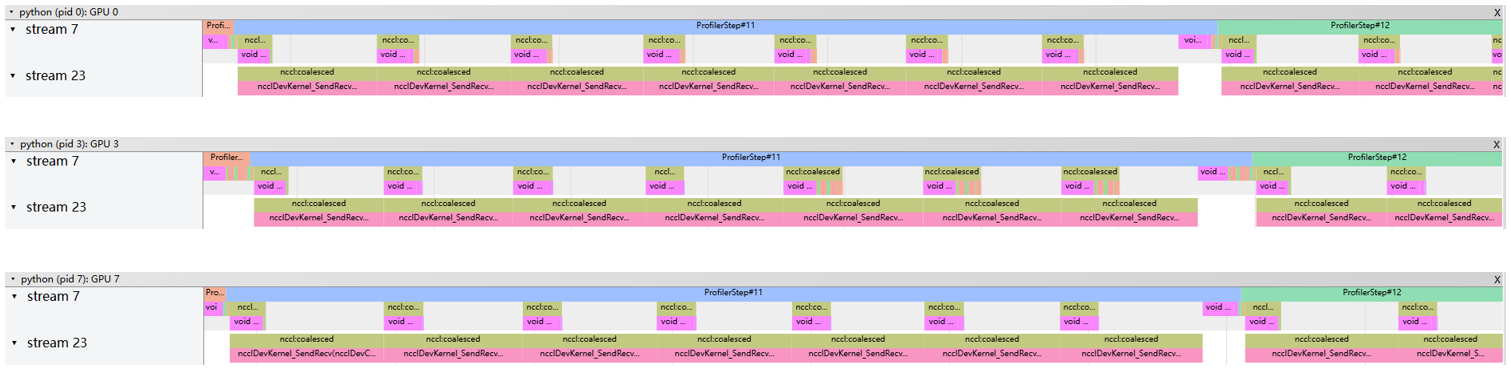 python (pid 0): GPU 0 X
Profi... ProfilerStep#11 ProfilerStep#12
stream 7
v... nccl... nccl:co... nccl:co... nccl:co... nccl:co... nccl:co... nccl:co... voi... nccl... nccl:co... nc
void ... void ... void ... void ... void ... void ... void ... void ... void ... vo
stream 23
nccl:coalesced nccl:coalesced nccl:coalesced nccl:coalesced nccl:coalesced nccl:coalesced nccl:coalesced nccl:coalesced nccl:coalesced nc
ncclDevKernel_SendRecv... ncclDevKernel_SendRecv... ncclDevKernel_SendRecv... ncclDevKernel_SendRecv... ncclDevKernel_SendRecv... ncclDevKernel_SendRecv... ncclDevKernel_SendRecv... ncclDevKernel_SendRecv... ncclDevKernel_SendRecv... nc
python (pid 3): GPU 3 X
Profiler... ProfilerStep#11 ProfilerStep#12
stream 7
v... nccl... nccl:co... nccl:co... nccl... nccl:coalesced nccl:coalesced nccl:coalesced void ... nccl... nccl:co...
void ... void ... void ... void ... void ... void ... void ... void ... void ...
stream 23
nccl:coalesced nccl:coalesced nccl:coalesced nccl:coalesced nccl:coalesced nccl:coalesced nccl:coalesced nccl:coalesced nccl:coalesced
ncclDevKernel_SendRecv... ncclDevKernel_SendRecv... ncclDevKernel_SendRecv... ncclDevKernel_SendRecv... ncclDevKernel_SendRecv... ncclDevKernel_SendRecv... ncclDevKernel_SendRecv... ncclDevKernel_SendRecv... ncclDevKernel_SendRecv...
python (pid 7): GPU 7 X
Pro... ProfilerStep#11 ProfilerStep#12
stream 7
voi nccl... nccl:co... nccl:co... nccl:co... nccl:co... nccl:co... nccl:co... void ... nccl... nccl:co...
void ... void ... void ... void ... void ... void ... void ... void ... void ...
stream 23
nccl:coalesced nccl:coalesced nccl:coalesced nccl:coalesced nccl:coalesced nccl:coalesced nccl:coalesced nccl:coalesced nccl:coalesced
ncclDevKernel_SendRecv(ncclDevC... ncclDevKernel_SendRecv... ncclDevKernel_SendRecv... ncclDevKernel_SendRecv... ncclDevKernel_SendRecv... ncclDevKernel_SendRecv... ncclDevKernel_SendRecv... ncclDevKernel_SendRecv... ncclDevKernel_S...